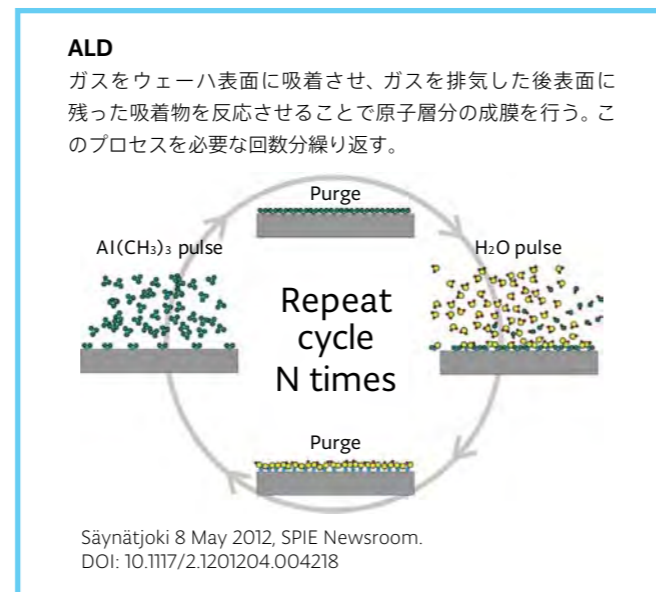 ALD
ガスをウェーハ表面に吸着させ、ガスを排気した後表面に
残った吸着物を反応させることで原子層分の成膜を行う。こ
のプロセスを必要な回数分繰り返す。
Purge
Al(CH₃)₃ pulse
H₂O pulse
Repeat
cycle
N times
Purge
Säynätjoki 8 May 2012, SPIE Newsroom.
DOI: 10.1117/2.1201204.004218